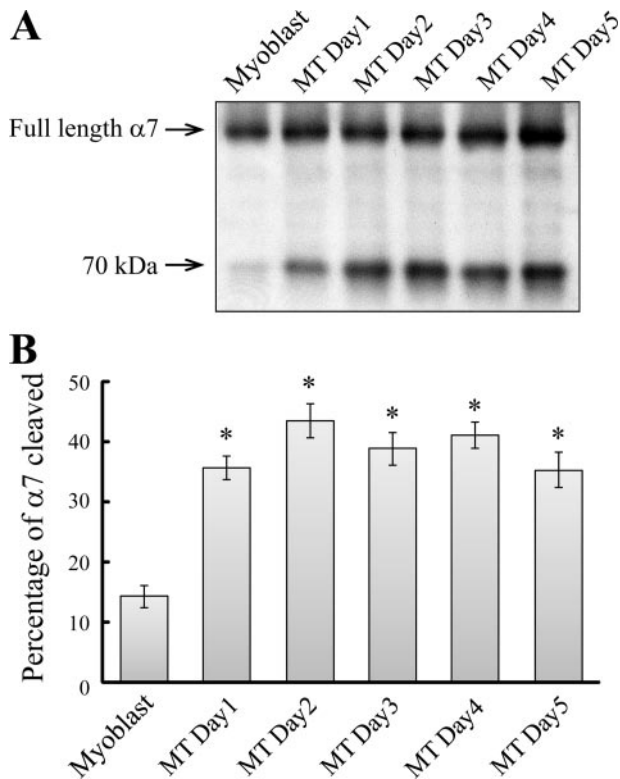 A
Myoblast
MT Day1
MT Day2
MT Day3
MT Day4
MT Day5
Full length α7
70 kDa
B
Percentage of α7 cleaved
50
40
30
20
10
0
*
*
*
*
*
Myoblast
MT Day1
MT Day2
MT Day3
MT Day4
MT Day5